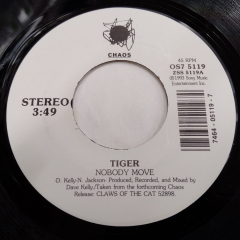 CHAOS
STEREO
3:49
45 RPM
OS7 5119
ZSS 5119A
©1993 Sony Music
Entertainment Inc.
7464-05119-7
TIGER
NOBODY MOVE
D. Kelly-N. Jackson- Produced, Recorded, and Mixed by
Dave Kelly/Taken from the forthcoming Chaos
Release: CLAWS OF THE CAT 52898.